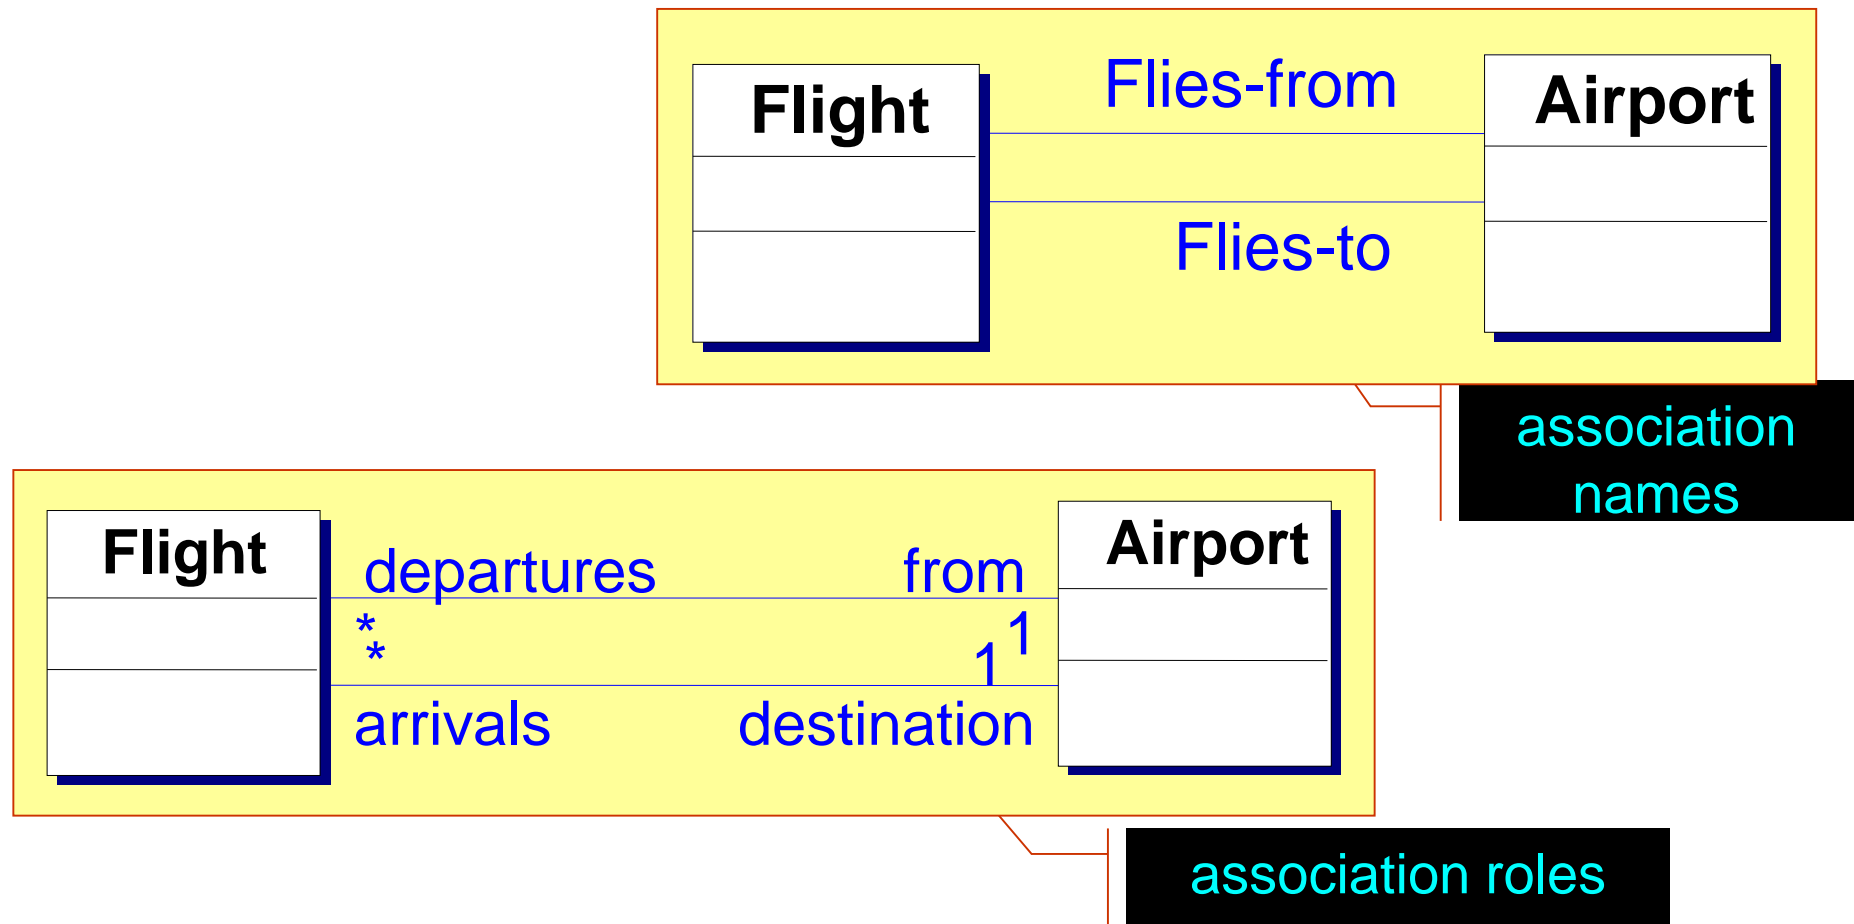 Flight
Flies-from
Airport
Flies-to
association
names
Flight
Airport
departures
from
*
1
*
1
arrivals
destination
association roles